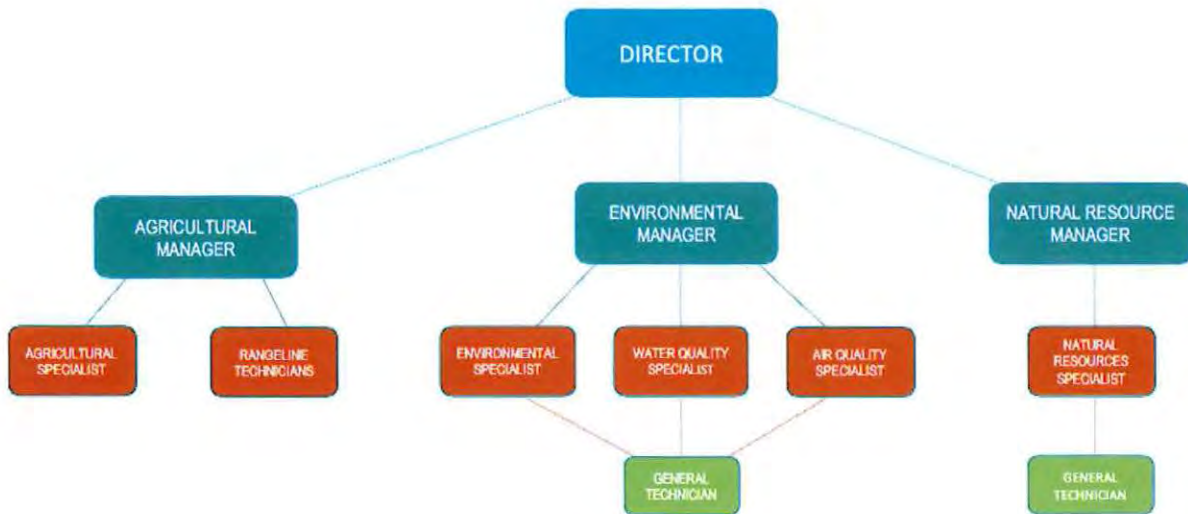 DIRECTOR
AGRICULTURAL
MANAGER
ENVIRONMENTAL
MANAGER
NATURAL RESOURCE
MANAGER
AGRICULTURAL
SPECIALIST
RANGELINE
TECHNICIANS
ENVIRONMENTAL
SPECIALIST
WATER QUALITY
SPECIALIST
AIR QUALITY
SPECIALIST
NATURAL
RESOURCES
SPECIALIST
GENERAL
TECHNICIAN
GENERAL
TECHNICIAN